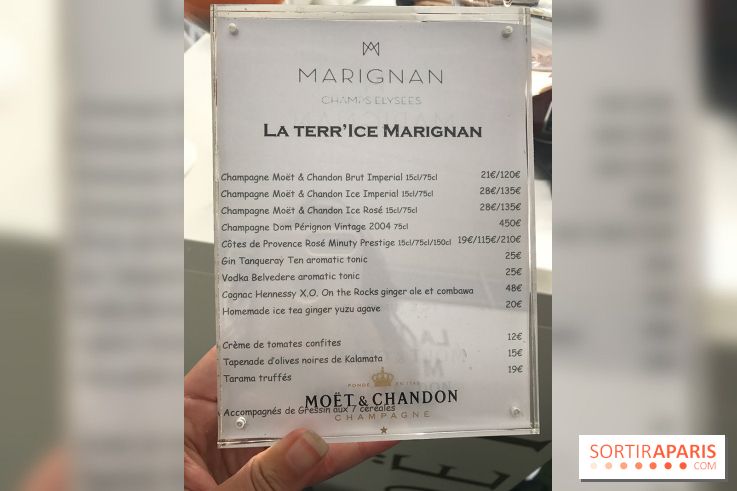 MARIGNAN
CHAMPS ELYSEES
LA TERR'ICE MARIGNAN
Champagne Moët & Chandon Brut Imperial 15cl/75cl 21€/120€
Champagne Moët & Chandon Ice Imperial 15cl/75cl 28€/135€
Champagne Moët & Chandon Ice Rosé 15cl/75cl 28€/135€
Champagne Dom Pérignon Vintage 2004 75cl 450€
Côtes de Provence Rosé Minuty Prestige 15cl/75cl/150cl 19€/115€/210€
Gin Tanqueray Ten aromatic tonic 25€
Vodka Belvedere aromatic tonic 25€
Cognac Hennessy X.O. On the Rocks ginger ale et combawa 48€
Homemade ice tea ginger yuzu agave 20€
Crème de tomates confites 12€
Tapenade d'olives noires de Kalamata 15€
Tarama truffés 19€
FONDÉ EN 1743
MOËT & CHANDON
CHAMPAGNE
Accompagnés de Gressin aux 7 céréales
SORTIRAPARIS
.COM